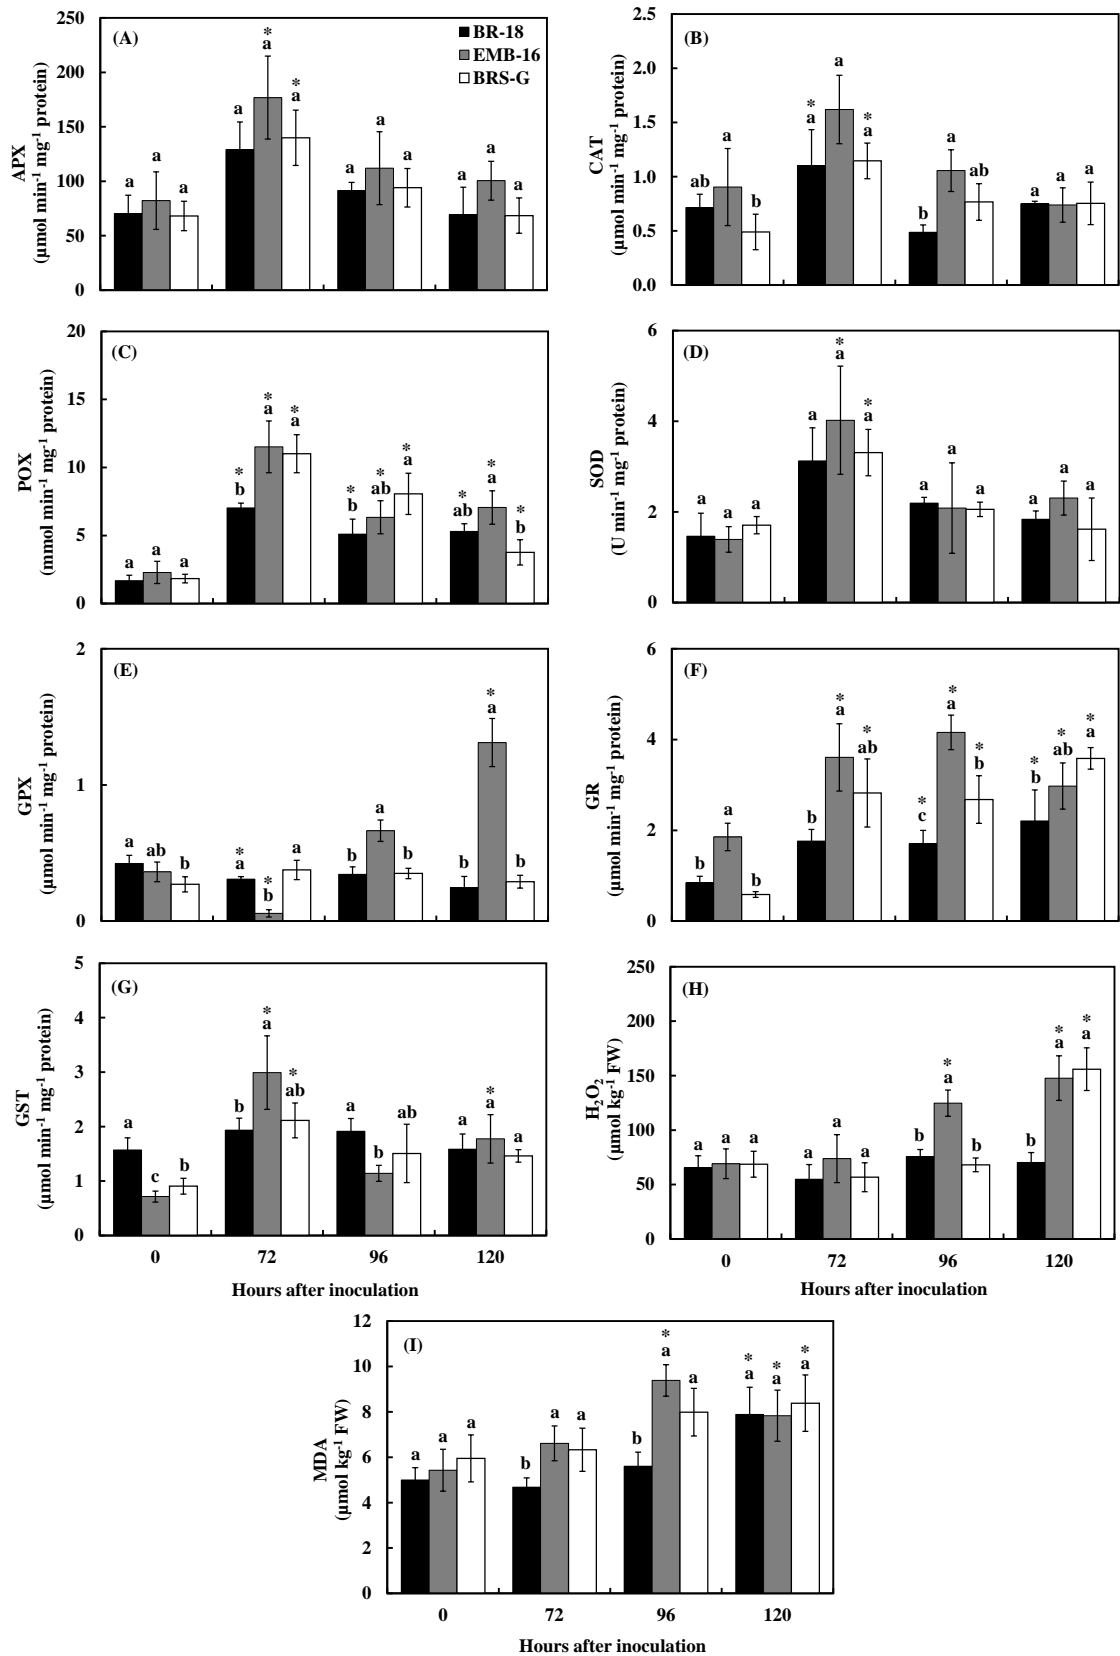 (A)
BR-18
EMB-16
BRS-G
APX
(µmol min-1 mg-1 protein)
250
200
150
100
50
0
a a a
a * a * a
a a a
a a a
(B)
CAT
(µmol min-1 mg-1 protein)
2.5
2.0
1.5
1.0
0.5
0.0
ab a b
* a a * a
b a ab
a a a
(C)
POX
(mmol min-1 mg-1 protein)
20
15
10
5
0
a a a
* b * a * a
* b * ab * a
* ab * a * b
(D)
SOD
(U min-1 mg-1 protein)
6
4
2
0
a a a
a * a * a
a a a
a a a
(E)
GPX
(µmol min-1 mg-1 protein)
2
1
0
a ab b
* a * b a
b a b
b * a b
(F)
GR
(µmol min-1 mg-1 protein)
6
4
2
0
b a b
b * a * ab
* c * a * b
* b * ab * a
(G)
GST
(µmol min-1 mg-1 protein)
5
4
3
2
1
0
a c b
b * a * ab
a b ab
a * a a
0 72 96 120
Hours after inoculation
(H)
H2O2
(µmol kg-1 FW)
250
200
150
100
50
0
a a a
a a a
b * a b
b * a * a
0 72 96 120
Hours after inoculation
(I)
MDA
(µmol kg-1 FW)
12
10
8
6
4
2
0
a a a
b a a
b * a a
* a * a * a
0 72 96 120
Hours after inoculation